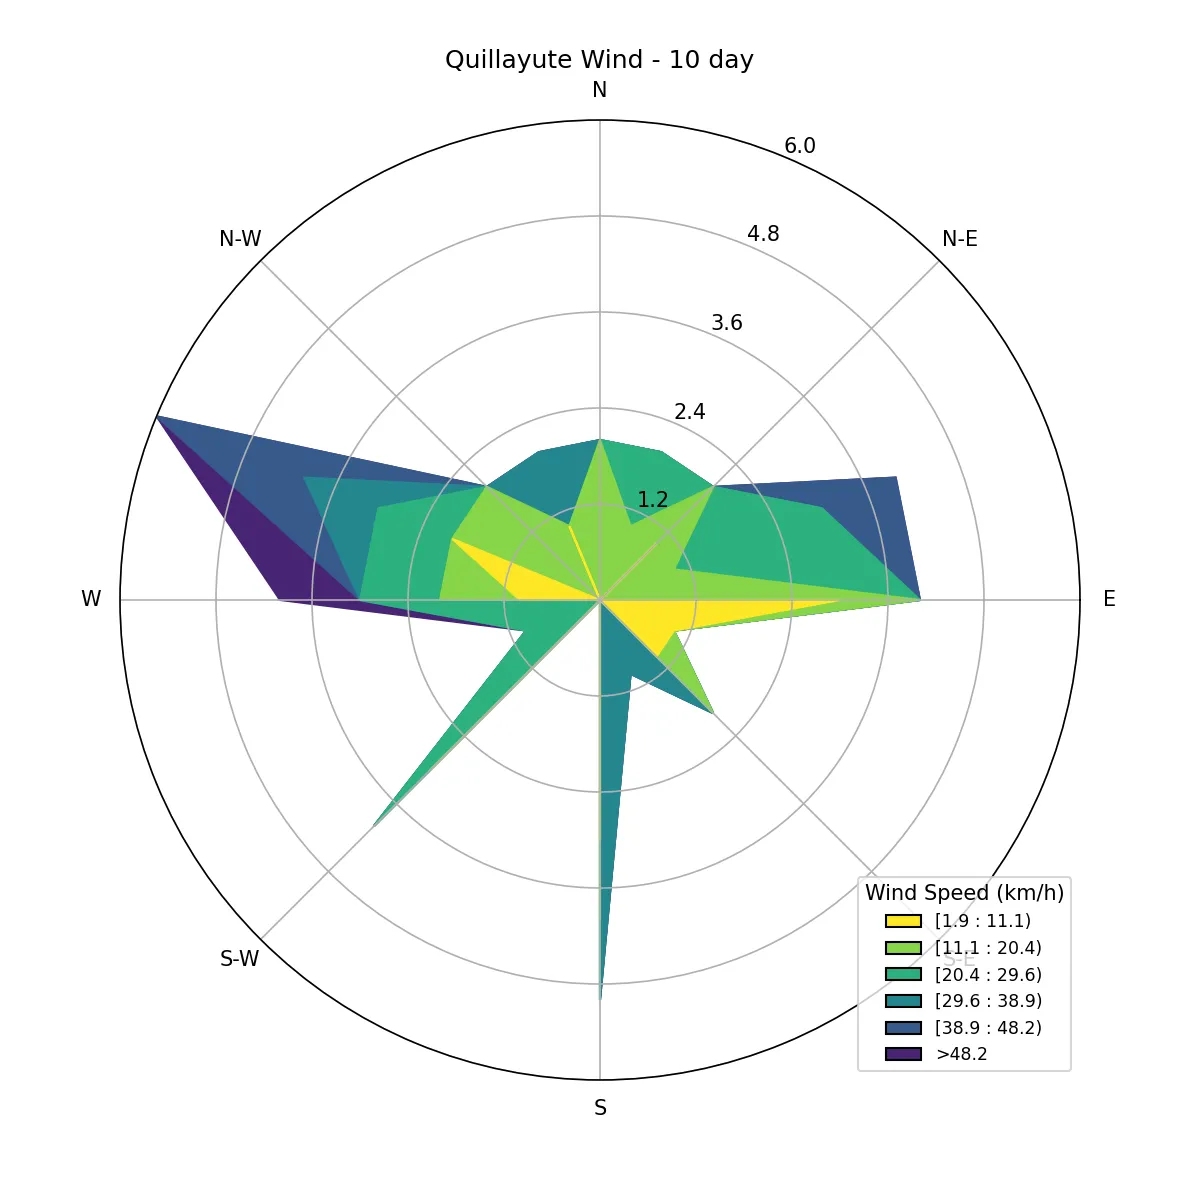 Quillayute Wind - 10 day
N
6.0
4.8
N-W
N-E
3.6
2.4
1.2
W
E
Wind Speed (km/h)
[1.9 : 11.1)
[11.1 : 20.4)
S-W
S-E
[20.4 : 29.6)
[29.6 : 38.9)
[38.9 : 48.2)
>48.2
S